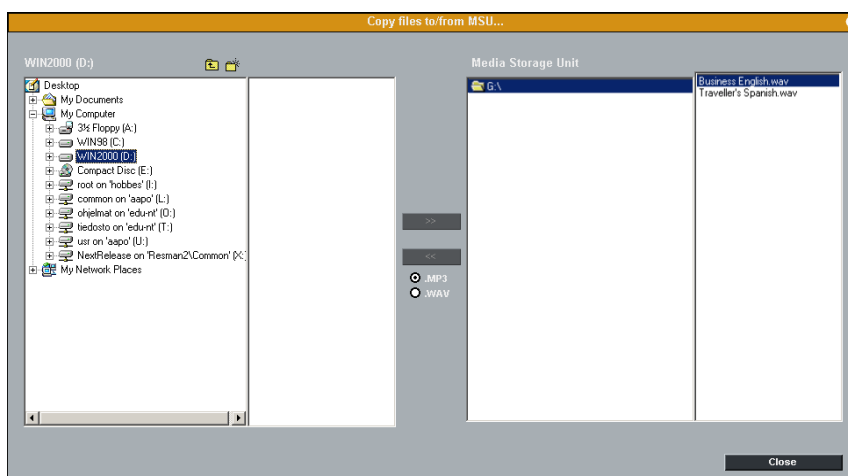 Copy files to/from MSU...
WIN2000 (D:)
Desktop
My Documents
My Computer
3½ Floppy (A:)
WIN98 (C:)
WIN2000 (D:)
Compact Disc (E:)
root on 'hobbes' (I:)
common on 'aapo' (L:)
ohjelmat on 'edu-nt' (O:)
tiedosto on 'edu-nt' (T:)
usr on 'aapo' (U:)
NextRelease on 'Resman2\Common' (X:
My Network Places
>>
<<
.MP3
.WAV
Media Storage Unit
G:\
Business English.wav
Traveller's Spanish.wav
Close